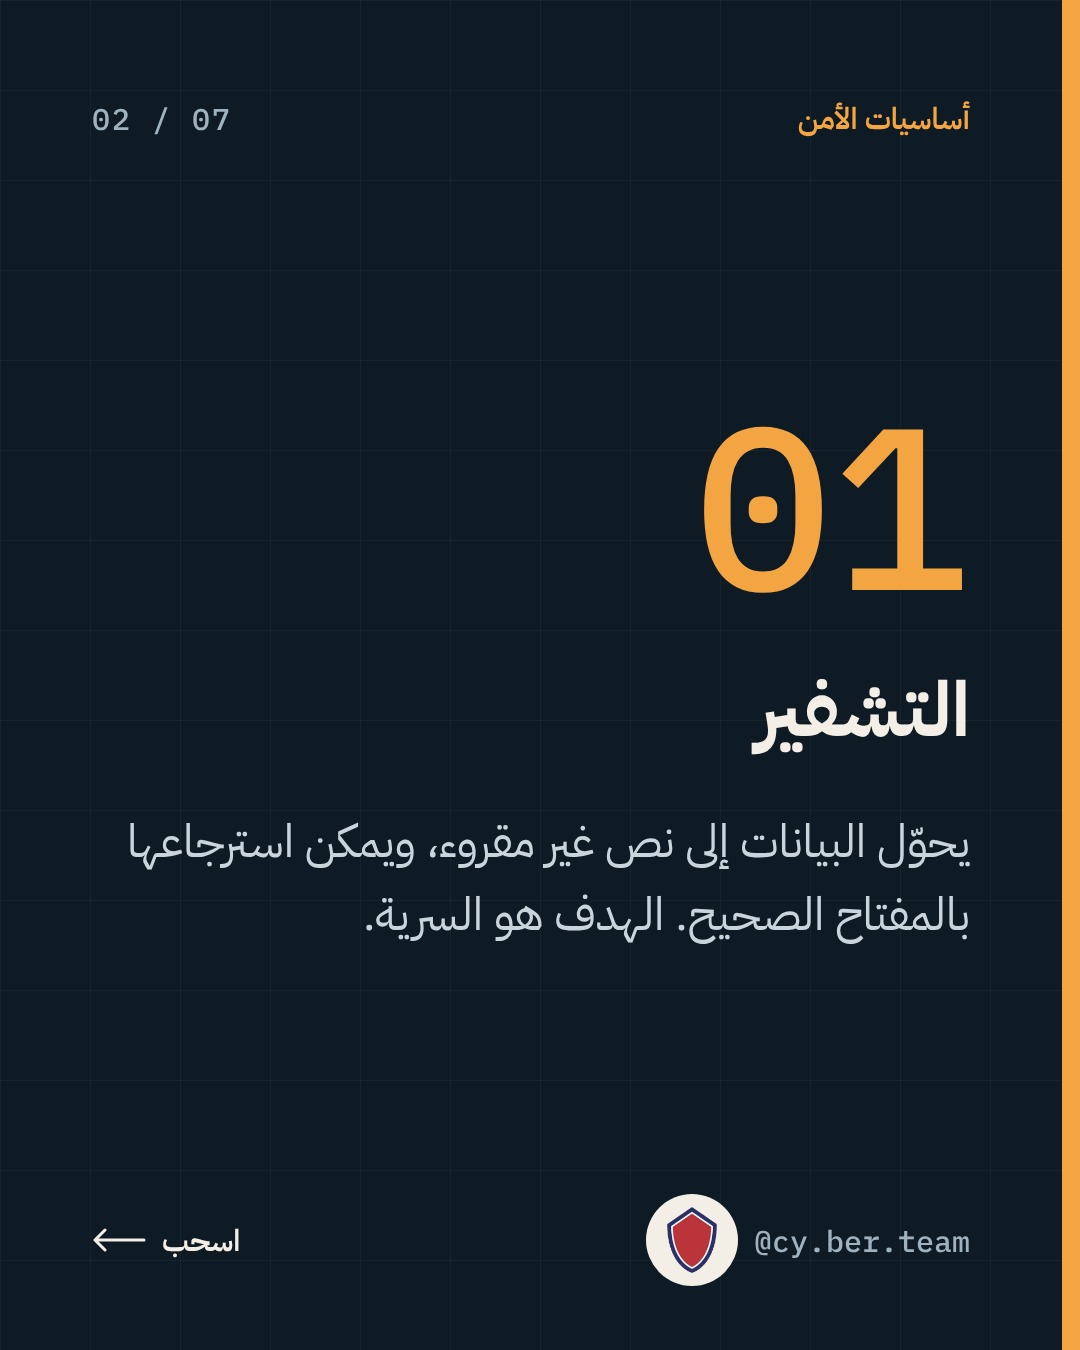 أساسيات الأمن
02 / 07
01
التشفير
يحوّل البيانات إلى نص غير مقروء، ويمكن استرجاعها
بالمفتاح الصحيح. الهدف هو السرية.
@cy.ber.team
اسحب ←